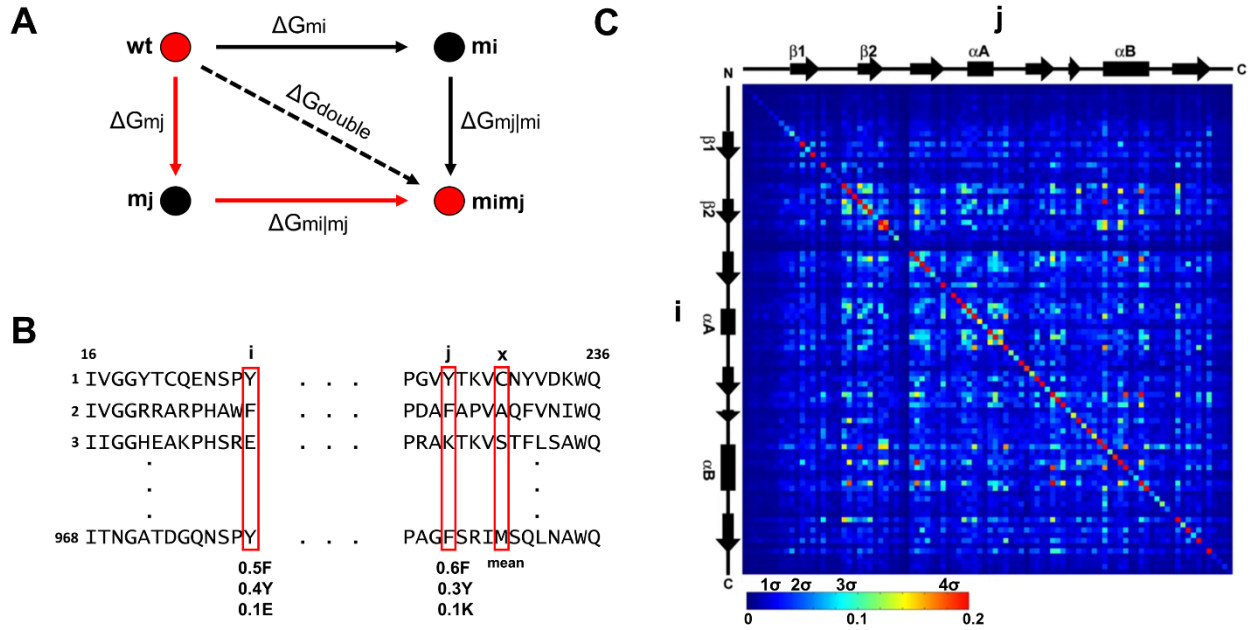 A
wt
ΔGmi
mi
ΔGmj
ΔGdouble
ΔGmj|mi
mj
ΔGmi|mj
mimj
B
16
i
j
x
236
1 IVGGYTCQENSPY . . . PGVYTKVCNYVDKWQ
2 IVGGRRARPHAWF . . . PDAFAPVAQFVNIWQ
3 IIGGHEAKPHSRE . . . PRAKTKVSTFLSAWQ
. .
. .
. .
968 ITNGATDGQNSPY PAGFSRIMSQLNAWQ
0.5F
0.4Y
0.1E
0.6F
0.3Y
0.1K
mean
C
j
β1
β2
αA
αB
N
C
β1
β2
i
αA
αB
C
1σ 2σ 3σ 4σ
0 0.2